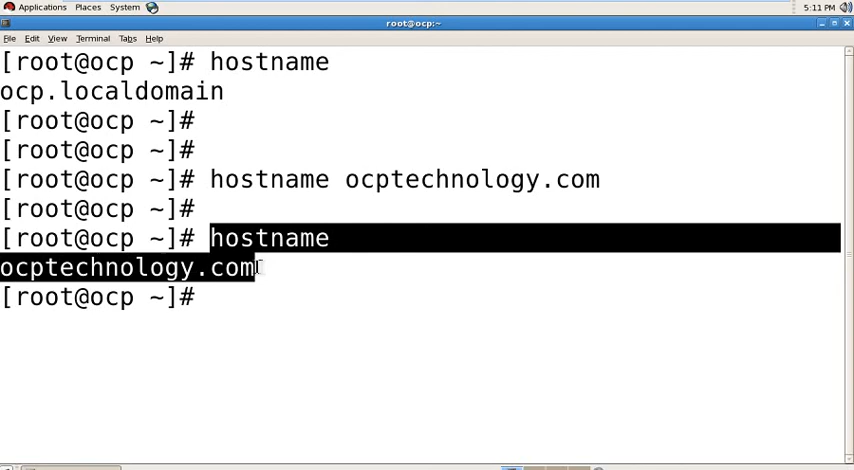 Applications Places System
5:11 PM
root@ocp:~
File Edit View Terminal Tabs Help
[root@ocp ~]# hostname
ocp.localdomain
[root@ocp ~]#
[root@ocp ~]#
[root@ocp ~]# hostname ocptechnology.com
[root@ocp ~]#
[root@ocp ~]# hostname
ocptechnology.com
[root@ocp ~]#